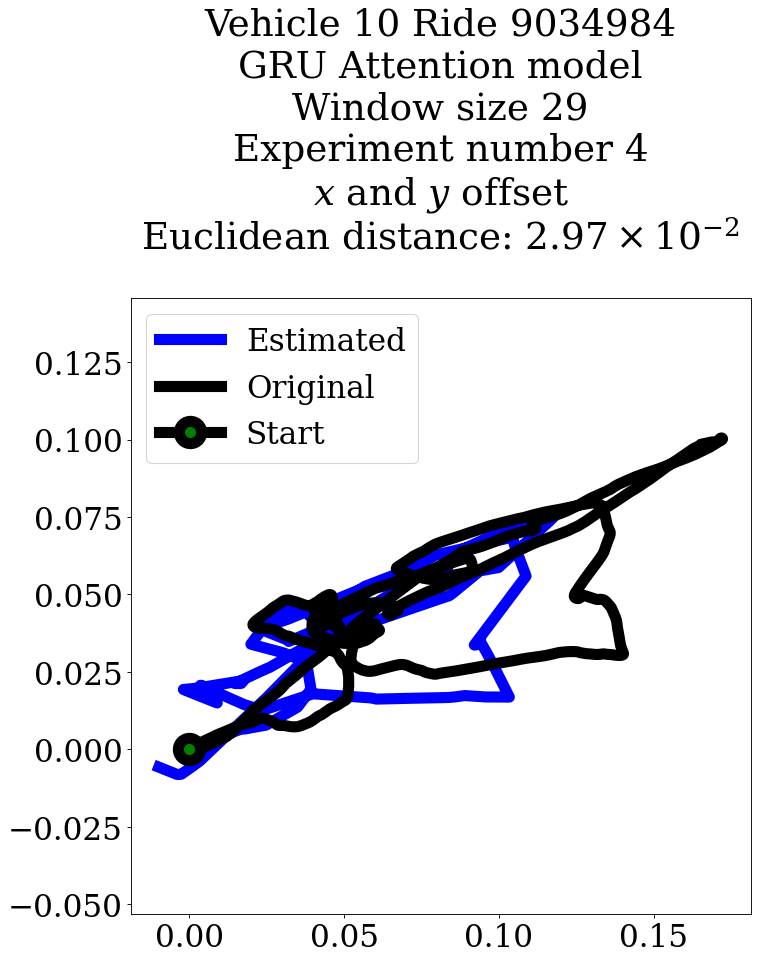 Vehicle 10 Ride 9034984
GRU Attention model
Window size 29
Experiment number 4
x and y offset
Euclidean distance: 2.97 × 10⁻²
Estimated
Original
Start
0.125
0.100
0.075
0.050
0.025
0.000
−0.025
−0.050
0.00 0.05 0.10 0.15